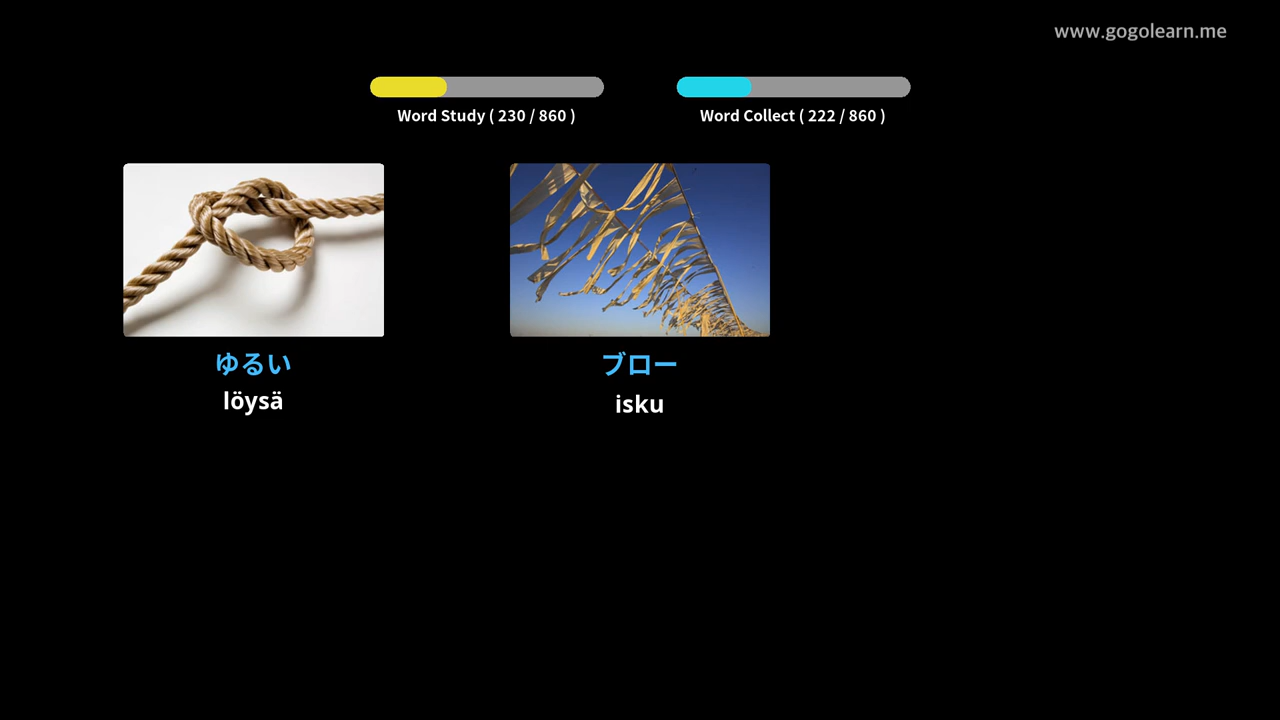 www.gogolearn.me
Word Study ( 230 / 860 )
Word Collect ( 222 / 860 )
ゆるい
löysä
ブロー
isku